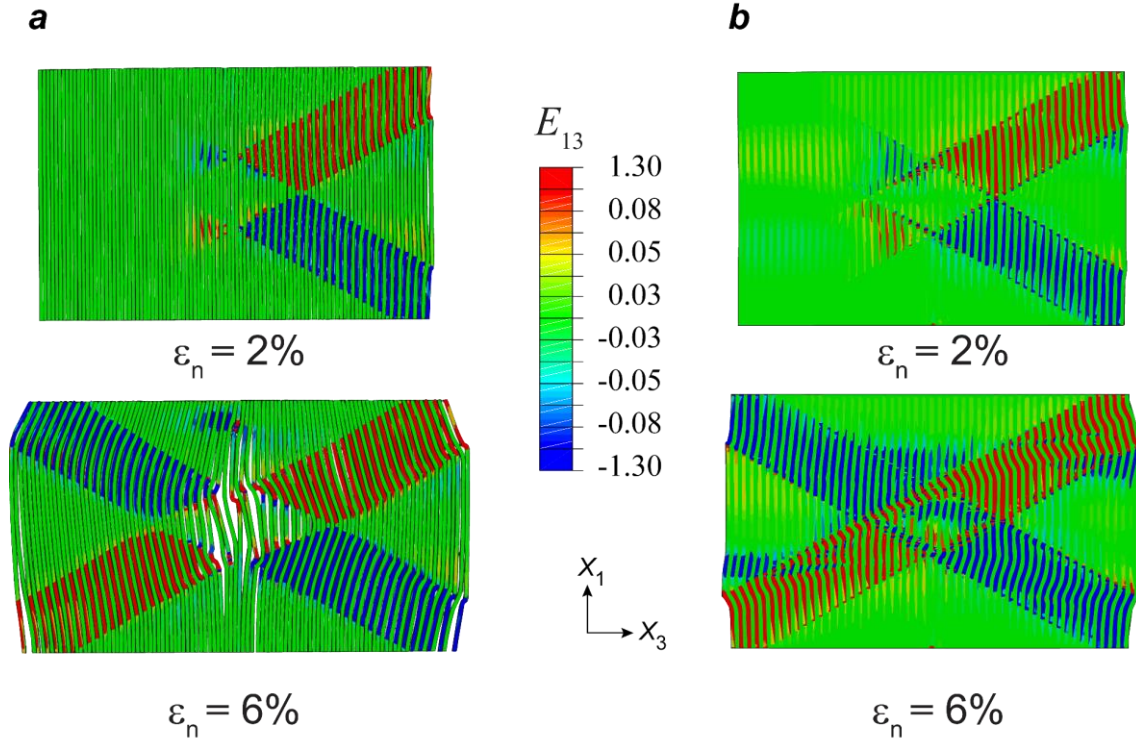 a
b
E13
1.30
0.08
0.05
0.03
-0.03
-0.05
-0.08
-1.30
εn = 2%
εn = 2%
x1
x3
εn = 6%
εn = 6%